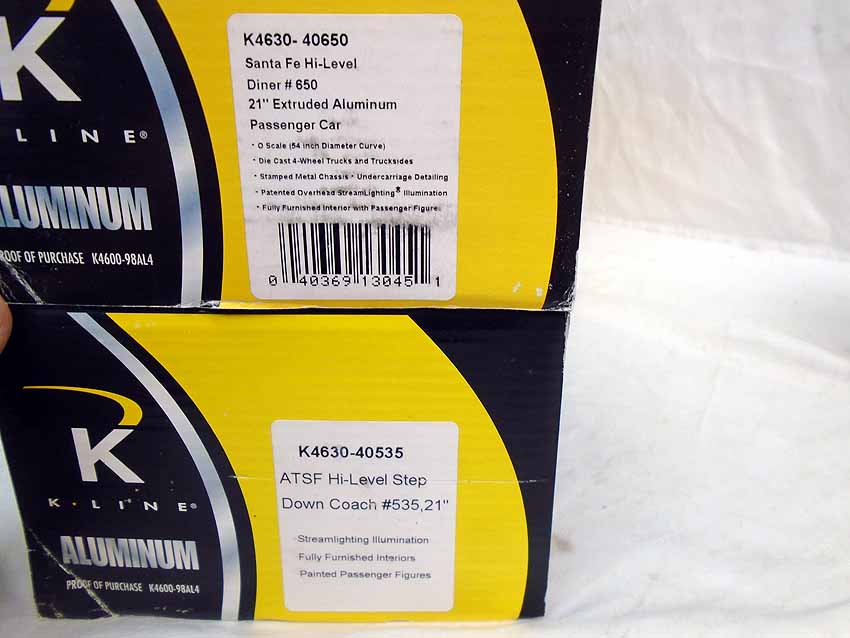 K
LINE®
ALUMINUM
PROOF OF PURCHASE K4600-98AL4
K4630- 40650
Santa Fe Hi-Level
Diner # 650
21" Extruded Aluminum
Passenger Car
· O Scale (54 inch Diameter Curve)
· Die Cast 4-Wheel Trucks and Trucksides
· Stamped Metal Chassis · Undercarriage Detailing
· Patented Overhead StreamLighting® Illumination
· Fully Furnished Interior with Passenger Figures
0 40369 13045 1
K
K·LINE®
ALUMINUM
PROOF OF PURCHASE K4600-98AL4
K4630-40535
ATSF Hi-Level Step
Down Coach #535,21"
Streamlighting Illumination
Fully Furnished Interiors
Painted Passenger Figures